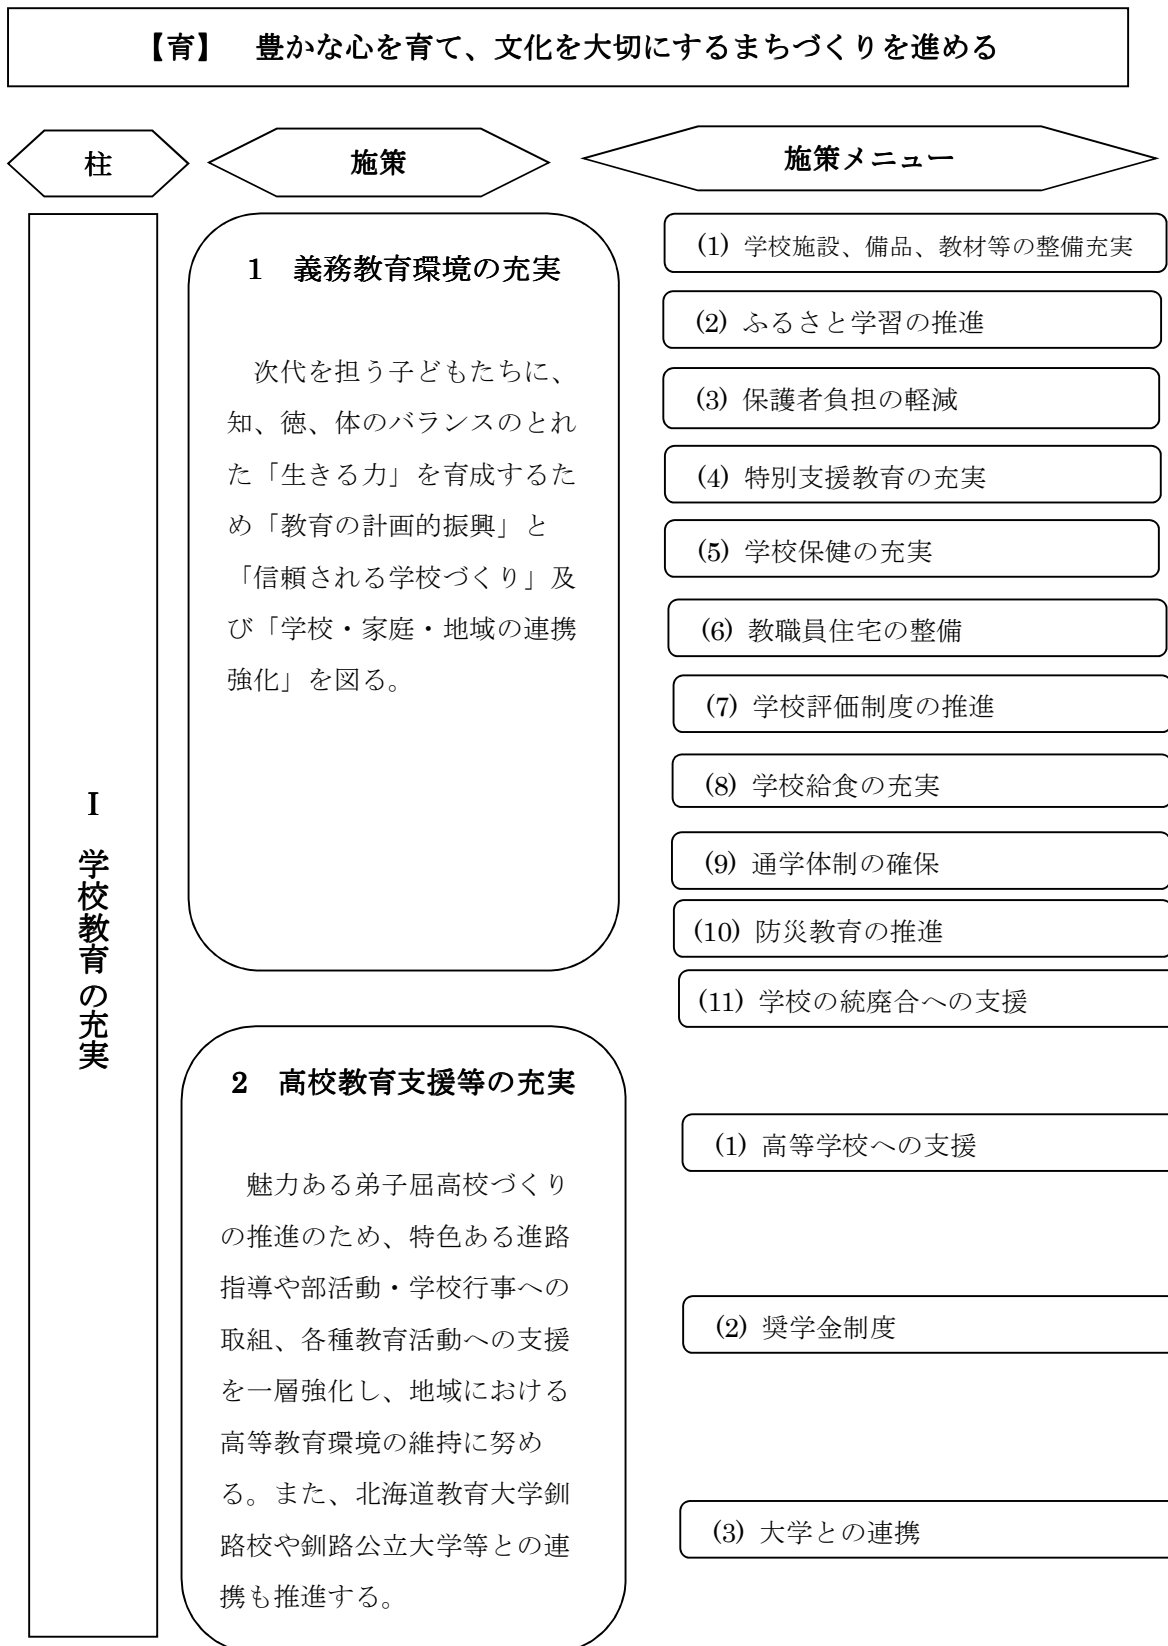 【育】　豊かな心を育て、文化を大切にするまちづくりを進める
柱
施策
施策メニュー
Ⅰ　学校教育の充実
1　義務教育環境の充実
次代を担う子どもたちに、
知、徳、体のバランスのとれ
た「生きる力」を育成するた
め「教育の計画的振興」と
「信頼される学校づくり」及
び「学校・家庭・地域の連携
強化」を図る。
(1) 学校施設、備品、教材等の整備充実
(2) ふるさと学習の推進
(3) 保護者負担の軽減
(4) 特別支援教育の充実
(5) 学校保健の充実
(6) 教職員住宅の整備
(7) 学校評価制度の推進
(8) 学校給食の充実
(9) 通学体制の確保
(10) 防災教育の推進
(11) 学校の統廃合への支援
2　高校教育支援等の充実
魅力ある弟子屈高校づくり
の推進のため、特色ある進路
指導や部活動・学校行事への
取組、各種教育活動への支援
を一層強化し、地域における
高等教育環境の維持に努め
る。また、北海道教育大学釧
路校や釧路公立大学等との連
携も推進する。
(1) 高等学校への支援
(2) 奨学金制度
(3) 大学との連携